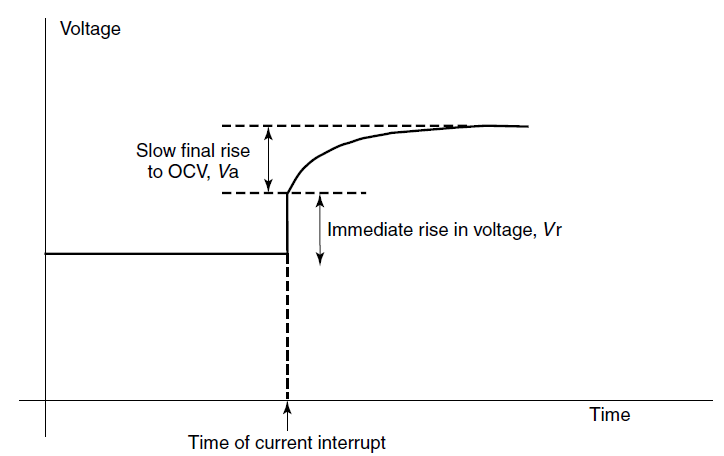 Voltage
Slow final rise
to OCV, Va
Immediate rise in voltage, Vr
Time
Time of current interrupt